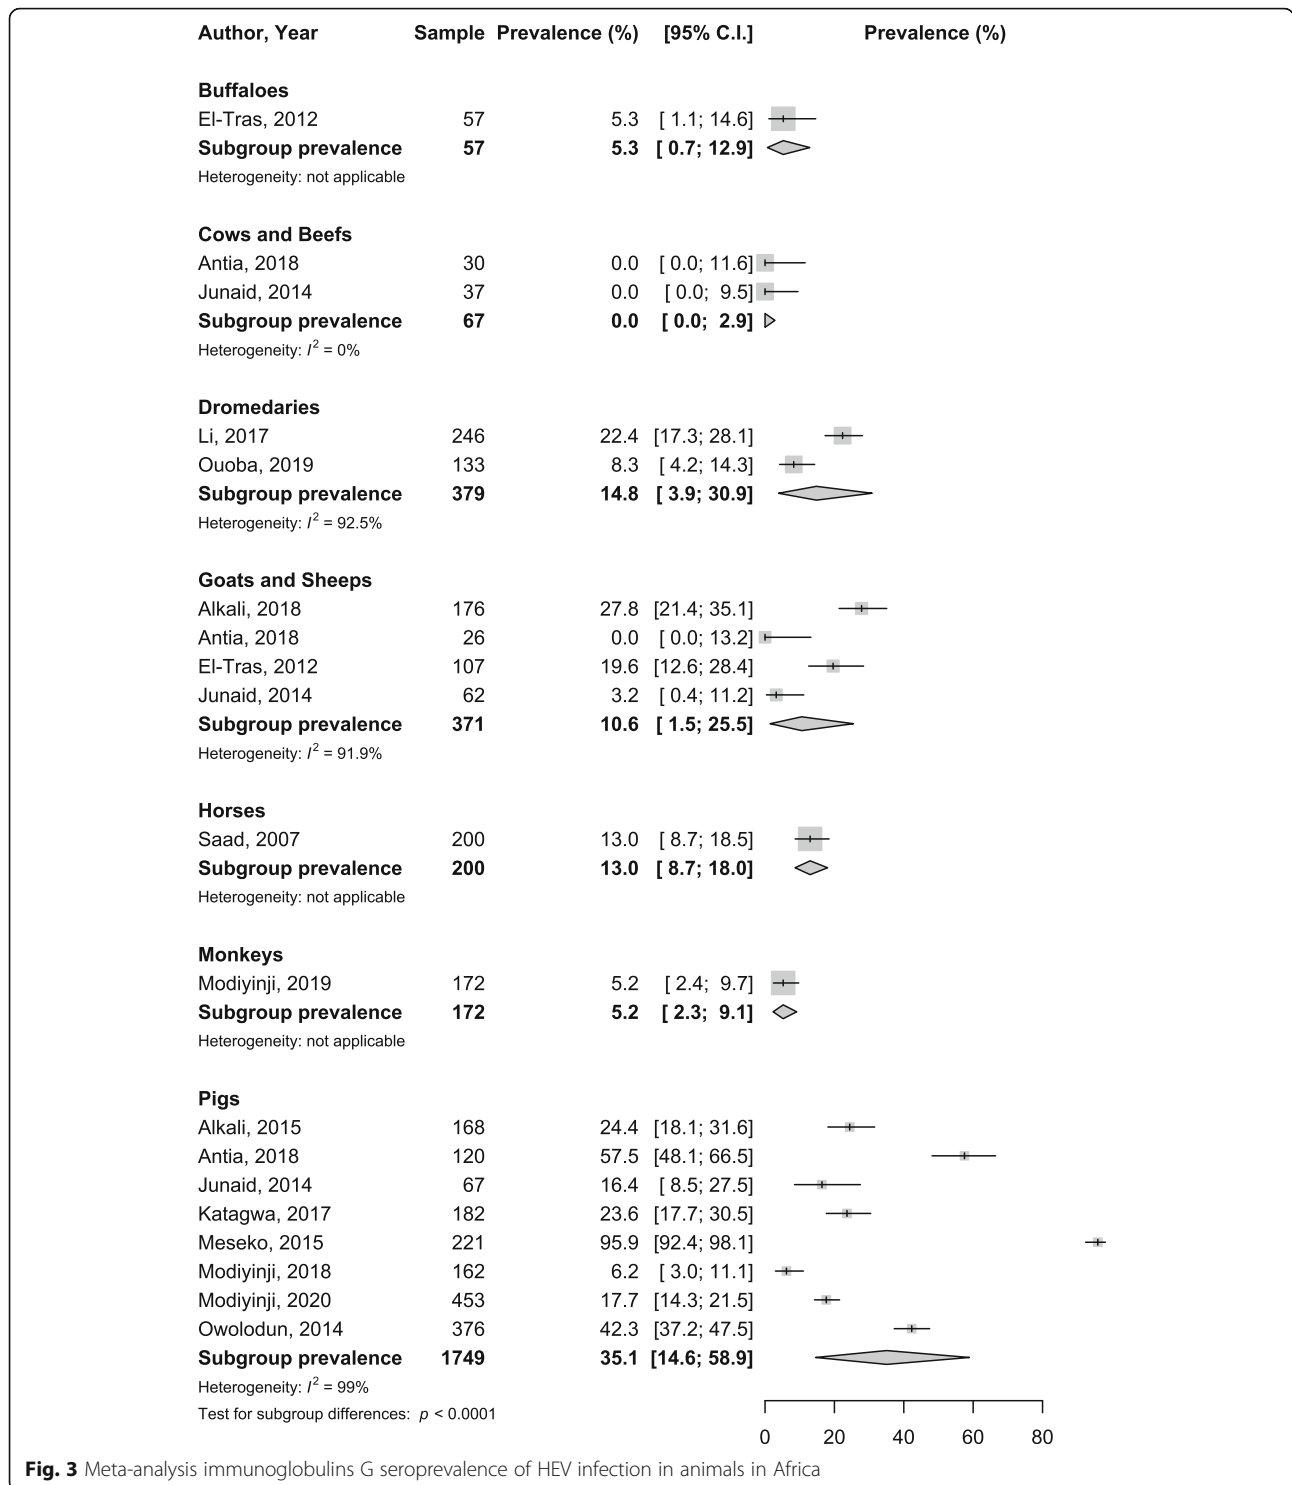 Author, Year Sample Prevalence (%) [95% C.I.] Prevalence (%)
Buffaloes
El-Tras, 2012 57 5.3 [ 1.1; 14.6]
Subgroup prevalence 57 5.3 [ 0.7; 12.9]
Heterogeneity: not applicable
Cows and Beefs
Antia, 2018 30 0.0 [ 0.0; 11.6]
Junaid, 2014 37 0.0 [ 0.0; 9.5]
Subgroup prevalence 67 0.0 [ 0.0; 2.9]
Heterogeneity: I² = 0%
Dromedaries
Li, 2017 246 22.4 [17.3; 28.1]
Ouoba, 2019 133 8.3 [ 4.2; 14.3]
Subgroup prevalence 379 14.8 [ 3.9; 30.9]
Heterogeneity: I² = 92.5%
Goats and Sheeps
Alkali, 2018 176 27.8 [21.4; 35.1]
Antia, 2018 26 0.0 [ 0.0; 13.2]
El-Tras, 2012 107 19.6 [12.6; 28.4]
Junaid, 2014 62 3.2 [ 0.4; 11.2]
Subgroup prevalence 371 10.6 [ 1.5; 25.5]
Heterogeneity: I² = 91.9%
Horses
Saad, 2007 200 13.0 [ 8.7; 18.5]
Subgroup prevalence 200 13.0 [ 8.7; 18.0]
Heterogeneity: not applicable
Monkeys
Modiyinji, 2019 172 5.2 [ 2.4; 9.7]
Subgroup prevalence 172 5.2 [ 2.3; 9.1]
Heterogeneity: not applicable
Pigs
Alkali, 2015 168 24.4 [18.1; 31.6]
Antia, 2018 120 57.5 [48.1; 66.5]
Junaid, 2014 67 16.4 [ 8.5; 27.5]
Katagwa, 2017 182 23.6 [17.7; 30.5]
Meseko, 2015 221 95.9 [92.4; 98.1]
Modiyinji, 2018 162 6.2 [ 3.0; 11.1]
Modiyinji, 2020 453 17.7 [14.3; 21.5]
Owolodun, 2014 376 42.3 [37.2; 47.5]
Subgroup prevalence 1749 35.1 [14.6; 58.9]
Heterogeneity: I² = 99%
Test for subgroup differences: p < 0.0001
0 20 40 60 80
Fig. 3 Meta-analysis immunoglobulins G seroprevalence of HEV infection in animals in Africa